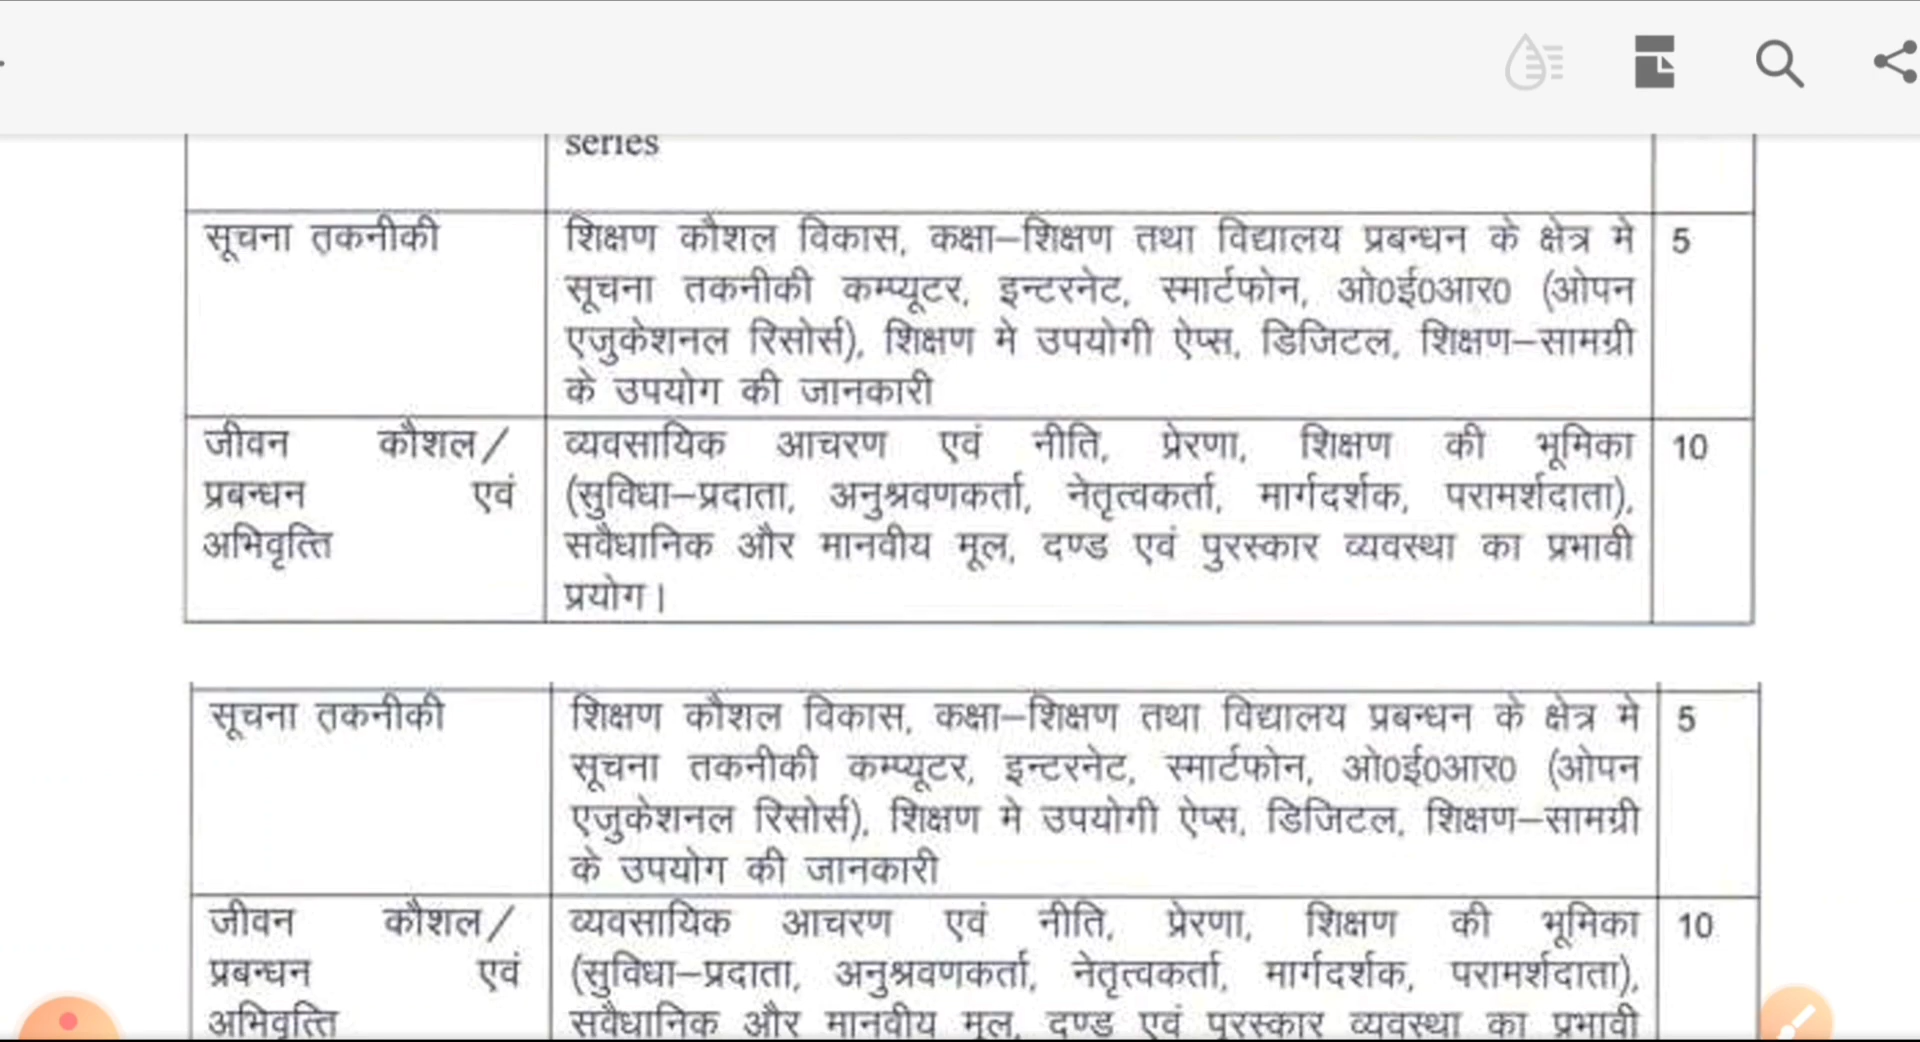 series
सूचना तकनीकी
शिक्षण कौशल विकास, कक्षा–शिक्षण तथा विद्यालय प्रबन्धन के क्षेत्र मे
5
सूचना तकनीकी कम्प्यूटर, इन्टरनेट, स्मार्टफोन, ओ0ई0आर0 (ओपन
एजुकेशनल रिसोर्स), शिक्षण मे उपयोगी ऐप्स, डिजिटल, शिक्षण–सामग्री
के उपयोग की जानकारी
जीवन कौशल/
प्रबन्धन एवं
अभिवृत्ति
व्यवसायिक आचरण एवं नीति, प्रेरणा, शिक्षण की भूमिका
10
(सुविधा–प्रदाता, अनुश्रवणकर्ता, नेतृत्वकर्ता, मार्गदर्शक, परामर्शदाता),
सवैधानिक और मानवीय मूल, दण्ड एवं पुरस्कार व्यवस्था का प्रभावी
प्रयोग।
सूचना तकनीकी
शिक्षण कौशल विकास, कक्षा–शिक्षण तथा विद्यालय प्रबन्धन के क्षेत्र मे
5
सूचना तकनीकी कम्प्यूटर, इन्टरनेट, स्मार्टफोन, ओ0ई0आर0 (ओपन
एजुकेशनल रिसोर्स), शिक्षण मे उपयोगी ऐप्स, डिजिटल, शिक्षण–सामग्री
के उपयोग की जानकारी
जीवन कौशल/
प्रबन्धन एवं
अभिवृत्ति
व्यवसायिक आचरण एवं नीति, प्रेरणा, शिक्षण की भूमिका
10
(सुविधा–प्रदाता, अनुश्रवणकर्ता, नेतृत्वकर्ता, मार्गदर्शक, परामर्शदाता),
सवैधानिक और मानवीय मूल, दण्ड एवं पुरस्कार व्यवस्था का प्रभावी